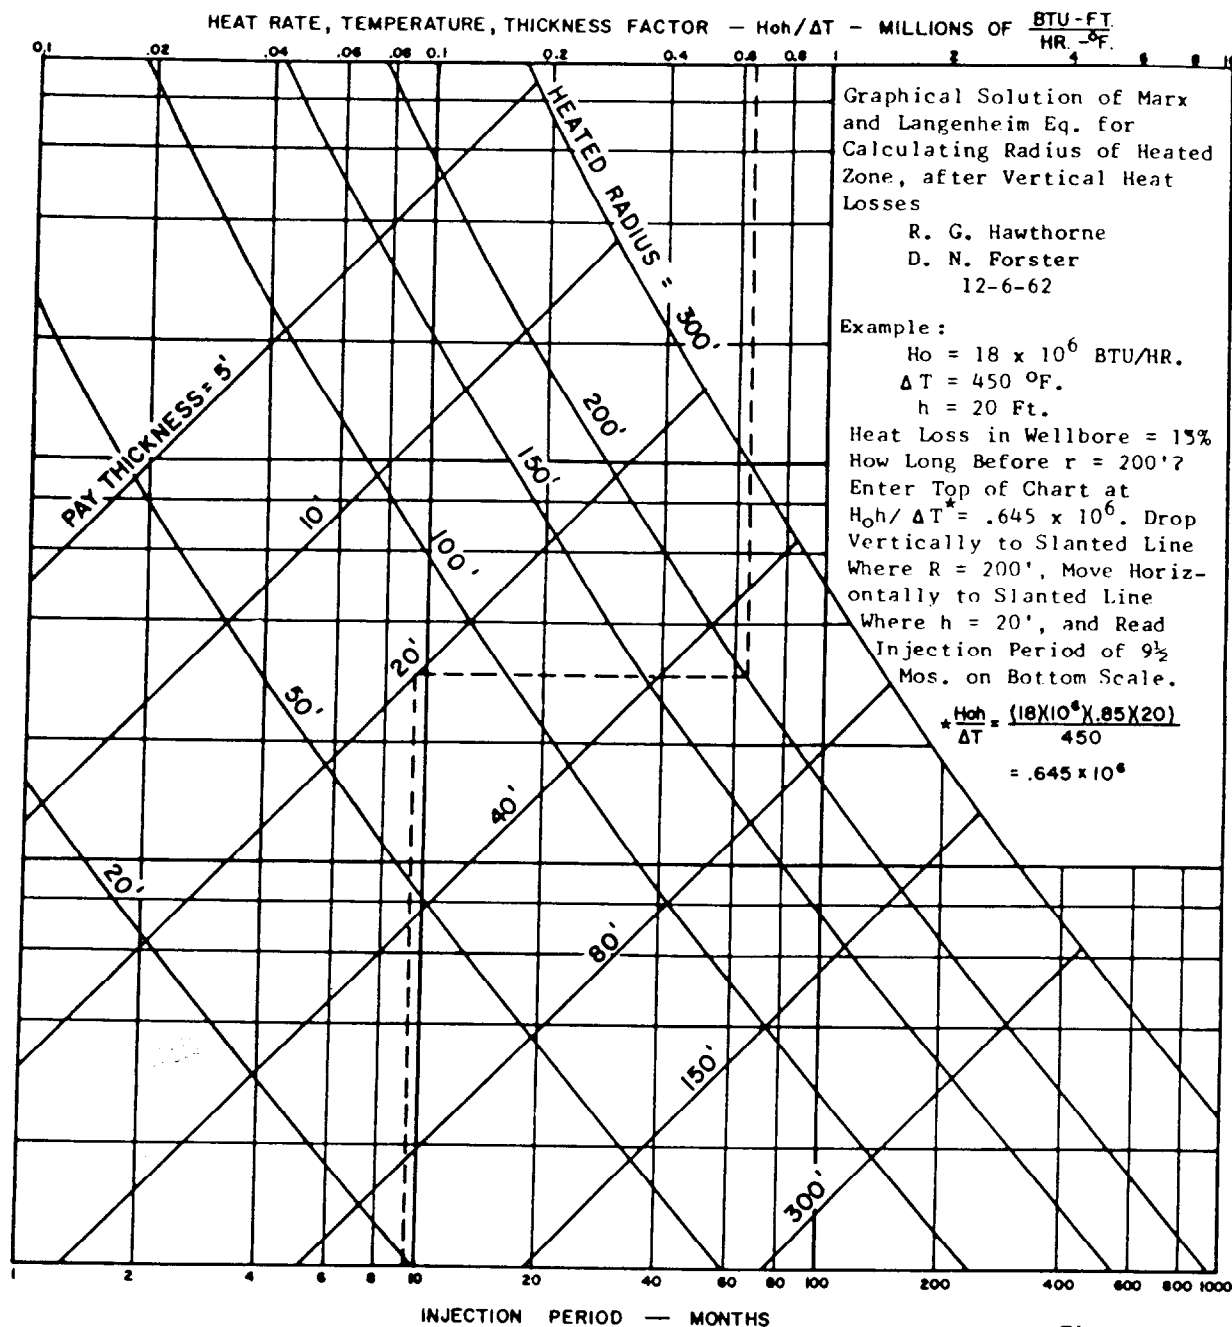 HEAT RATE, TEMPERATURE, THICKNESS FACTOR — Hoh/ΔT – MILLIONS OF BTU-FT. / HR.-°F.
0.1 .02 .04 .06 .08 0.1 0.2 0.4 0.6 0.8 1 2 4 6 8 10
Graphical Solution of Marx
and Langenheim Eq. for
Calculating Radius of Heated
Zone, after Vertical Heat
Losses
R. G. Hawthorne
D. N. Forster
12-6-62
Example:
Ho = 18 x 10⁶ BTU/HR.
ΔT = 450 °F.
h = 20 Ft.
Heat Loss in Wellbore = 15%
How Long Before r = 200'?
Enter Top of Chart at
Hₒh/ΔT* = .645 x 10⁶. Drop
Vertically to Slanted Line
Where R = 200', Move Horiz-
ontally to Slanted Line
Where h = 20', and Read
Injection Period of 9½
Mos. on Bottom Scale.
*Hoh/ΔT = (18)(10⁶)(.85)(20) / 450
= .645 x 10⁶
HEATED RADIUS = 300'
200'
150'
100'
50'
20'
PAY THICKNESS = 5'
10'
20'
40'
80'
150'
300'
1 2 4 6 8 10 20 40 60 80 100 200 400 600 800 1000
INJECTION PERIOD — MONTHS